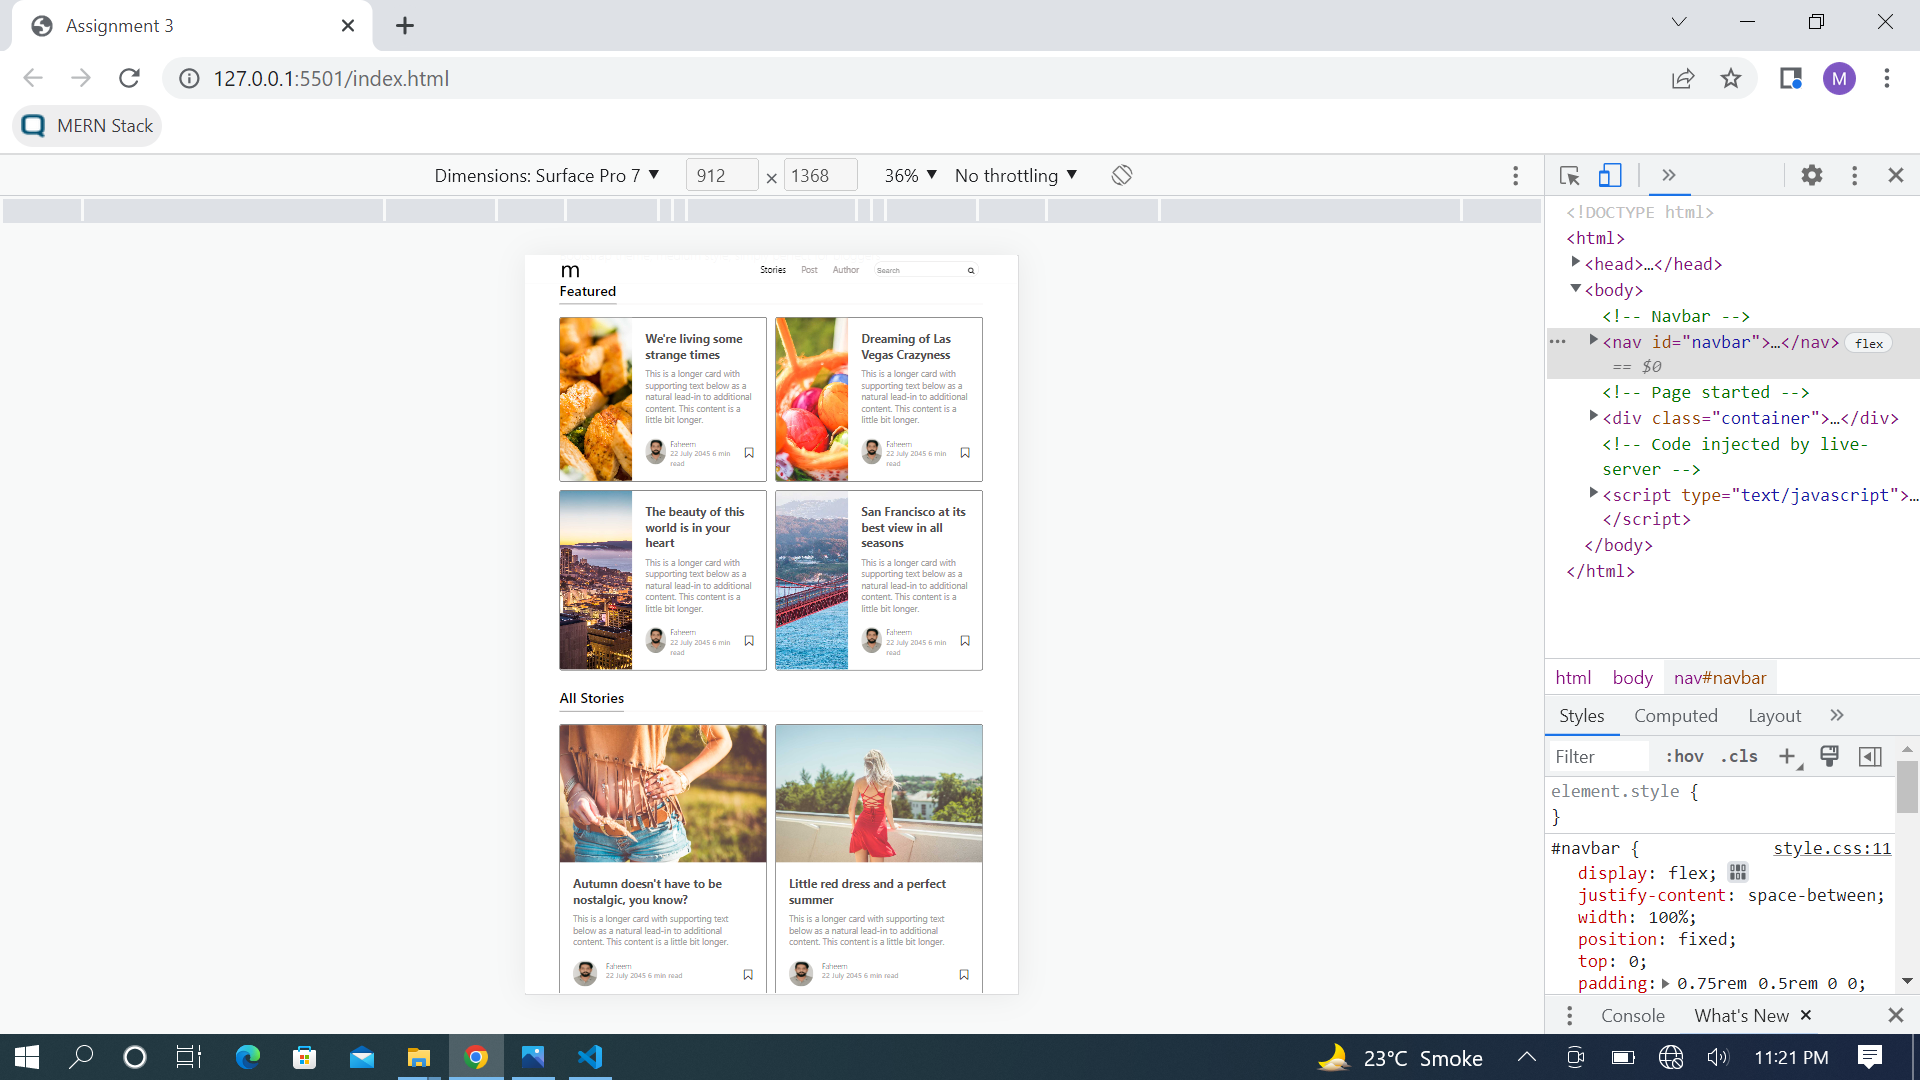 Assignment 3
127.0.0.1:5501/index.html
M
MERN Stack
Dimensions: Surface Pro 7 ▼ 912 × 1368 36% ▼ No throttling ▼
m
Stories Post Author Search
Featured
We're living some
strange times
This is a longer card with
supporting text below as a
natural lead-in to additional
content. This content is a
little bit longer.
Faheem
22 July 2045 6 min
read
Dreaming of Las
Vegas Crazyness
This is a longer card with
supporting text below as a
natural lead-in to additional
content. This content is a
little bit longer.
Faheem
22 July 2045 6 min
read
The beauty of this
world is in your
heart
This is a longer card with
supporting text below as a
natural lead-in to additional
content. This content is a
little bit longer.
Faheem
22 July 2045 6 min
read
San Francisco at its
best view in all
seasons
This is a longer card with
supporting text below as a
natural lead-in to additional
content. This content is a
little bit longer.
Faheem
22 July 2045 6 min
read
All Stories
Autumn doesn't have to be
nostalgic, you know?
This is a longer card with supporting text
below as a natural lead-in to additional
content. This content is a little bit longer.
Faheem
22 July 2045 6 min read
Little red dress and a perfect
summer
This is a longer card with supporting text
below as a natural lead-in to additional
content. This content is a little bit longer.
Faheem
22 July 2045 6 min read
<!DOCTYPE html>
<html>
<head>…</head>
<body>
<!-- Navbar -->
<nav id="navbar">…</nav> flex
== $0
<!-- Page started -->
<div class="container">…</div>
<!-- Code injected by live-
server -->
<script type="text/javascript">…
</script>
</body>
</html>
html body nav#navbar
Styles Computed Layout
Filter :hov .cls
element.style {
}
#navbar { style.css:11
display: flex;
justify-content: space-between;
width: 100%;
position: fixed;
top: 0;
padding: 0.75rem 0.5rem 0 0;
Console What's New
23°C Smoke
11:21 PM